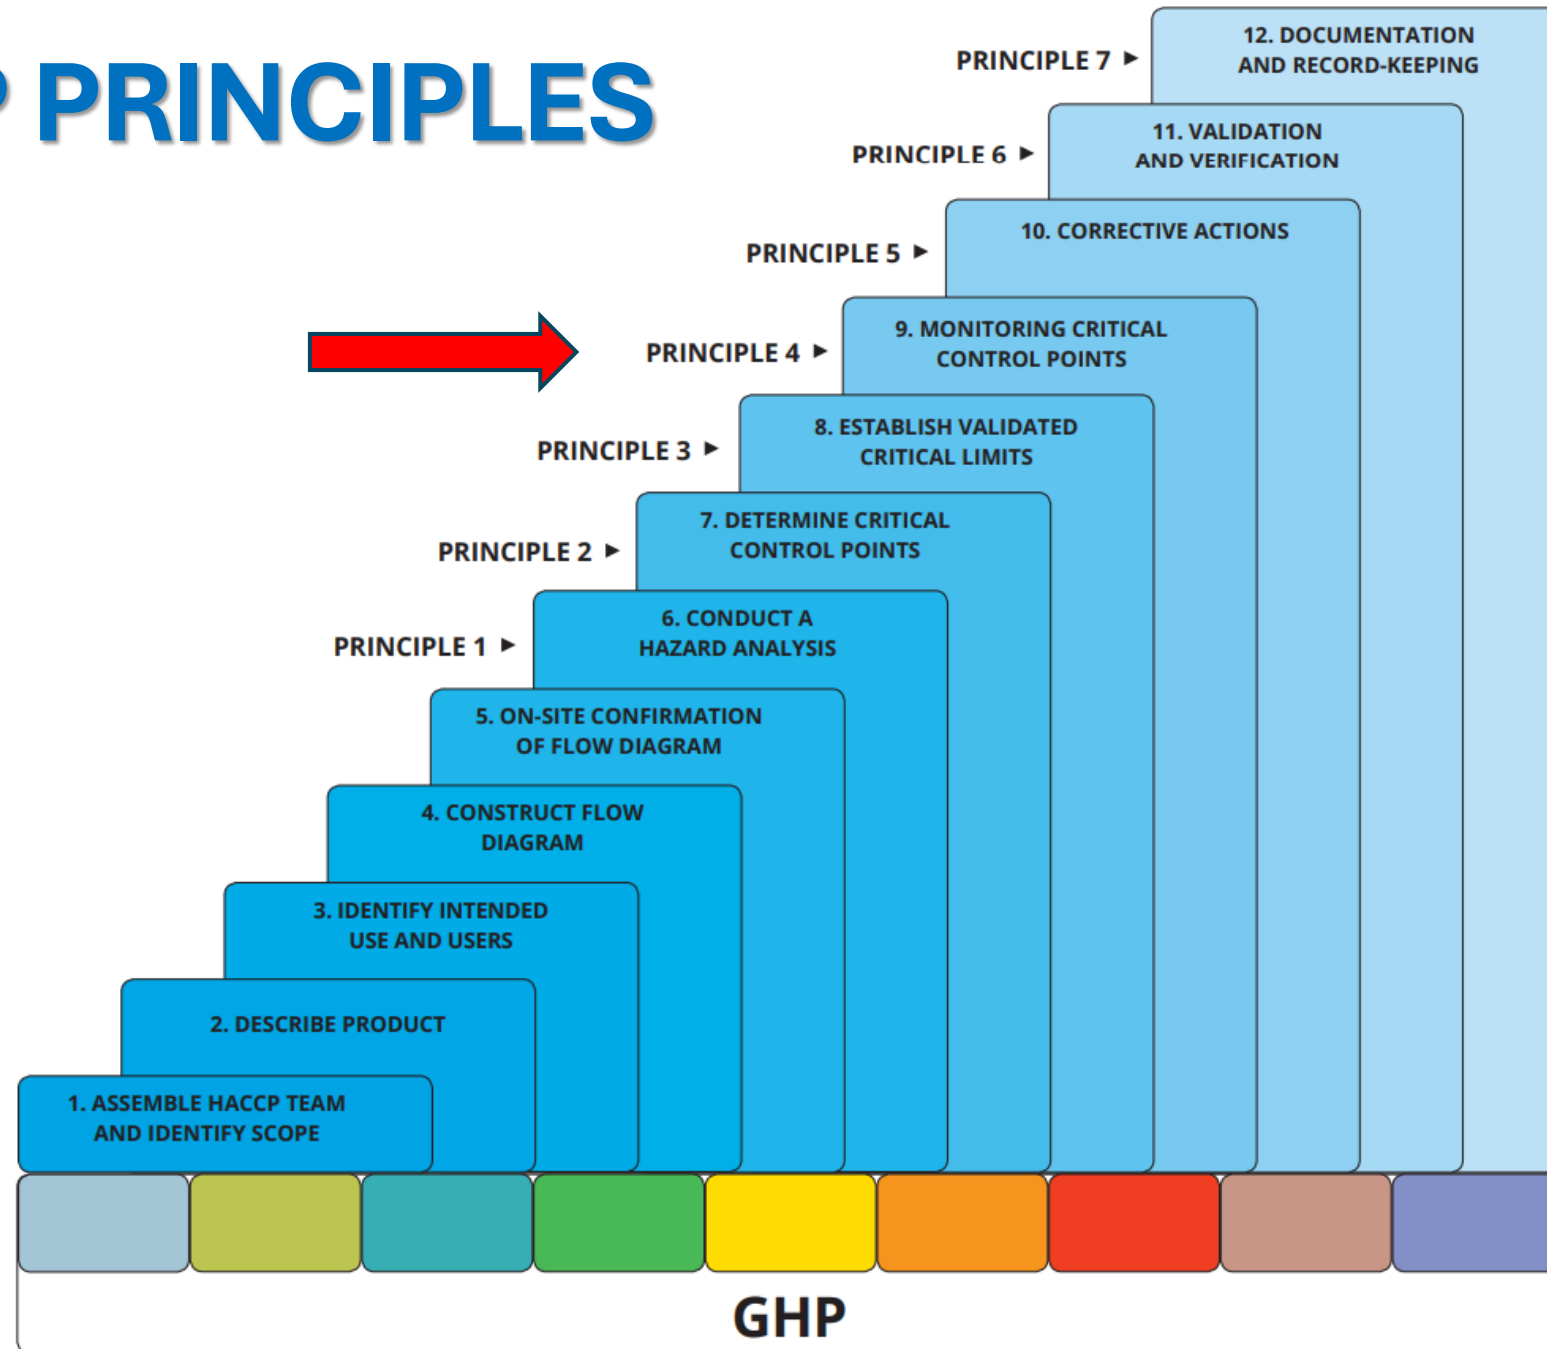 P PRINCIPLES
PRINCIPLE 7 ►
12. DOCUMENTATION
AND RECORD-KEEPING
PRINCIPLE 6 ►
11. VALIDATION
AND VERIFICATION
PRINCIPLE 5 ►
10. CORRECTIVE ACTIONS
PRINCIPLE 4 ►
9. MONITORING CRITICAL
CONTROL POINTS
PRINCIPLE 3 ►
8. ESTABLISH VALIDATED
CRITICAL LIMITS
PRINCIPLE 2 ►
7. DETERMINE CRITICAL
CONTROL POINTS
PRINCIPLE 1 ►
6. CONDUCT A
HAZARD ANALYSIS
5. ON-SITE CONFIRMATION
OF FLOW DIAGRAM
4. CONSTRUCT FLOW
DIAGRAM
3. IDENTIFY INTENDED
USE AND USERS
2. DESCRIBE PRODUCT
1. ASSEMBLE HACCP TEAM
AND IDENTIFY SCOPE
GHP